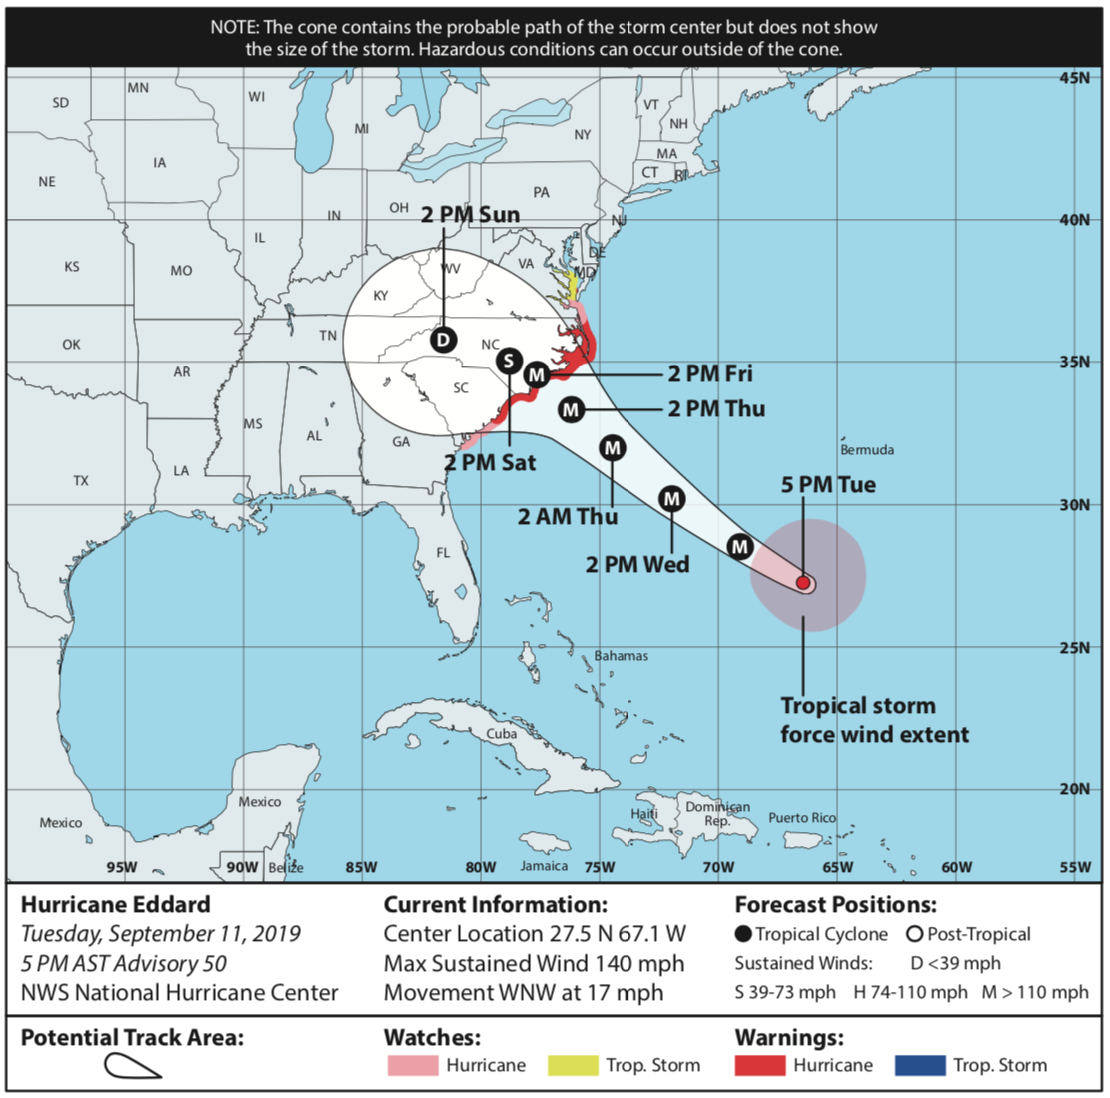 NOTE: The cone contains the probable path of the storm center but does not show
the size of the storm. Hazardous conditions can occur outside of the cone.
45N
SD
MN
WI
MI
VT
NH
NY
MA
CT
RI
IA
NE
PA
OH
IN
IL
NJ
40N
2 PM Sun
KS
MO
WV
VA
DE
MD
KY
TN
NC
OK
AR
SC
35N
2 PM Fri
2 PM Thu
D
S
M
M
M
M
M
MS
AL
GA
2 PM Sat
Bermuda
TX
LA
5 PM Tue
30N
2 AM Thu
2 PM Wed
FL
25N
Bahamas
Tropical storm
force wind extent
Cuba
20N
Mexico
Mexico
Haiti
Dominican
Rep.
Puerto Rico
Belize
Jamaica
95W
90W
85W
80W
75W
70W
65W
60W
55W
Hurricane Eddard
Tuesday, September 11, 2019
5 PM AST Advisory 50
NWS National Hurricane Center
Current Information:
Center Location 27.5 N 67.1 W
Max Sustained Wind 140 mph
Movement WNW at 17 mph
Forecast Positions:
Tropical Cyclone Post-Tropical
Sustained Winds: D <39 mph
S 39-73 mph H 74-110 mph M > 110 mph
Potential Track Area:
Watches:
Hurricane Trop. Storm
Warnings:
Hurricane Trop. Storm